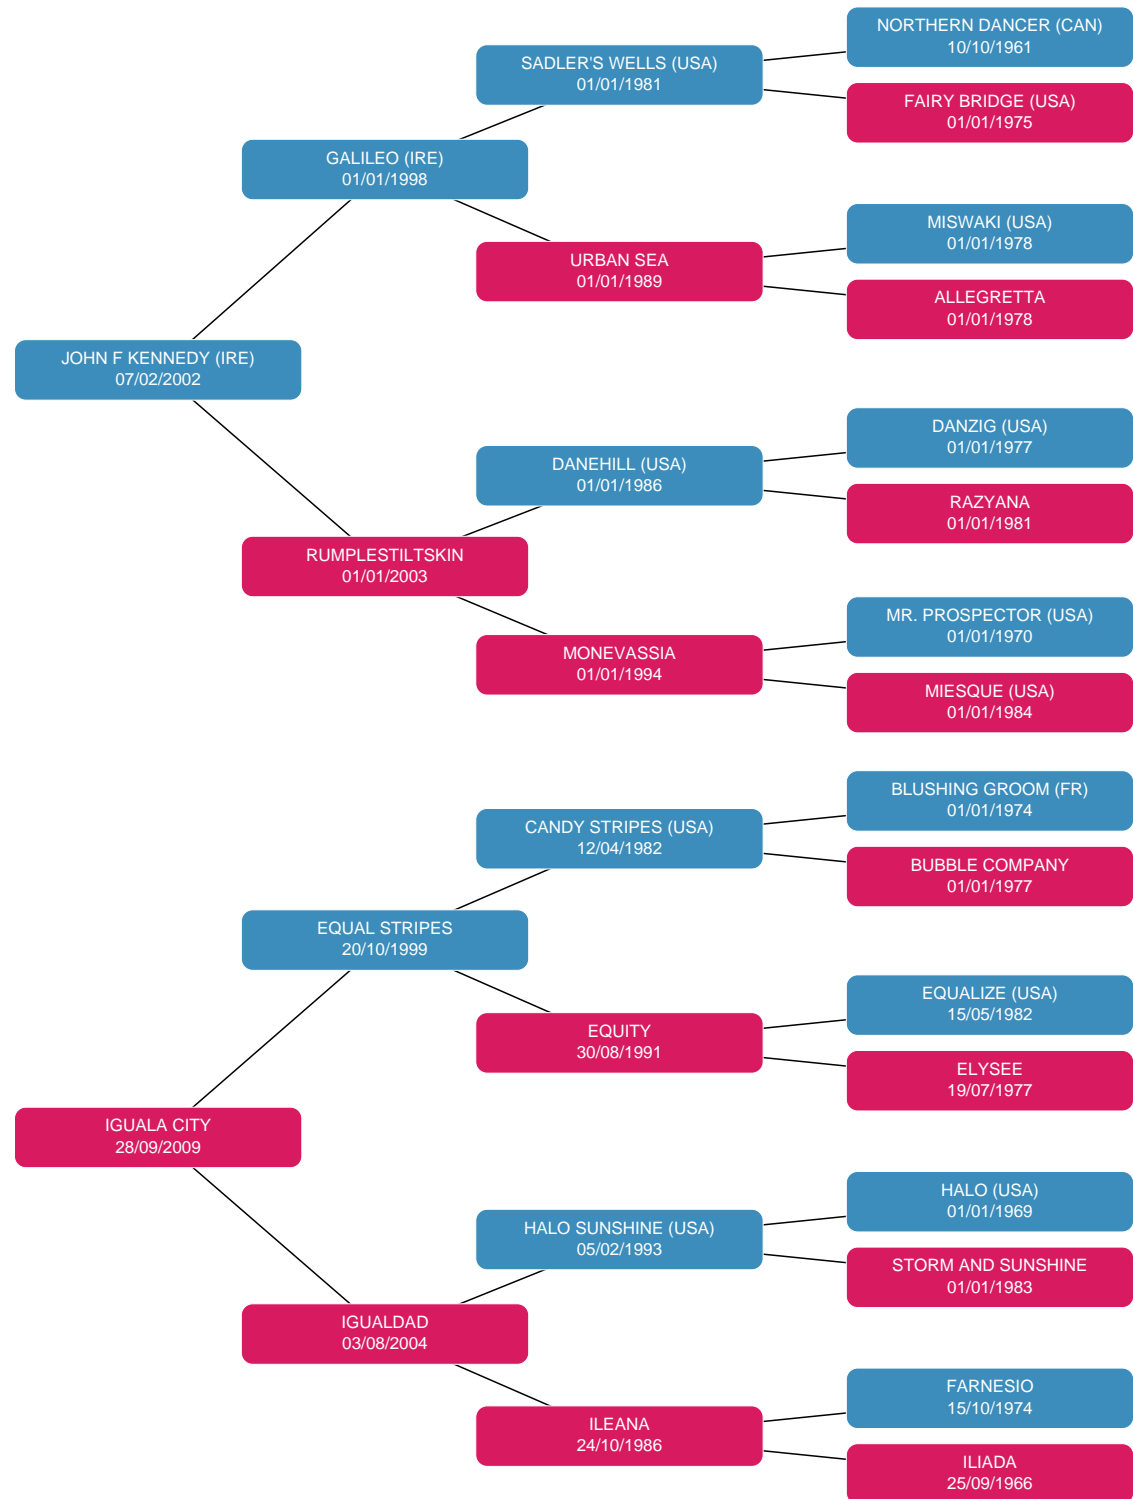 NORTHERN DANCER (CAN)
10/10/1961
SADLER'S WELLS (USA)
01/01/1981
FAIRY BRIDGE (USA)
01/01/1975
GALILEO (IRE)
01/01/1998
MISWAKI (USA)
01/01/1978
URBAN SEA
01/01/1989
ALLEGRETTA
01/01/1978
JOHN F KENNEDY (IRE)
07/02/2002
DANZIG (USA)
01/01/1977
DANEHILL (USA)
01/01/1986
RAZYANA
01/01/1981
RUMPLESTILTSKIN
01/01/2003
MR. PROSPECTOR (USA)
01/01/1970
MONEVASSIA
01/01/1994
MIESQUE (USA)
01/01/1984
BLUSHING GROOM (FR)
01/01/1974
CANDY STRIPES (USA)
12/04/1982
BUBBLE COMPANY
01/01/1977
EQUAL STRIPES
20/10/1999
EQUALIZE (USA)
15/05/1982
EQUITY
30/08/1991
ELYSEE
19/07/1977
IGUALA CITY
28/09/2009
HALO (USA)
01/01/1969
HALO SUNSHINE (USA)
05/02/1993
STORM AND SUNSHINE
01/01/1983
IGUALDAD
03/08/2004
FARNESIO
15/10/1974
ILEANA
24/10/1986
ILIADA
25/09/1966